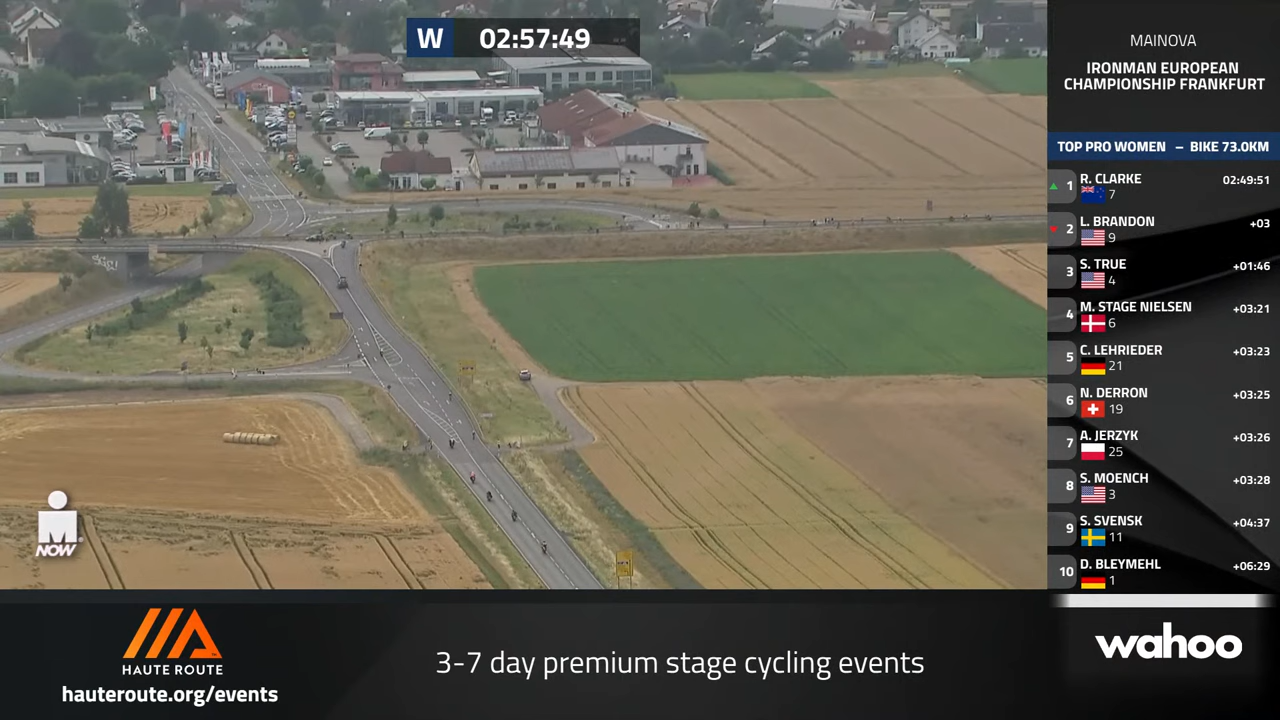 W 02:57:49
MAINOVA
IRONMAN EUROPEAN
CHAMPIONSHIP FRANKFURT
TOP PRO WOMEN – BIKE 73.0KM
1 R. CLARKE 7 02:49:51
2 L. BRANDON 9 +03
3 S. TRUE 4 +01:46
4 M. STAGE NIELSEN 6 +03:21
5 C. LEHRIEDER 21 +03:23
6 N. DERRON 19 +03:25
7 A. JERZYK 25 +03:26
8 S. MOENCH 3 +03:28
9 S. SVENSK 11 +04:37
10 D. BLEYMEHL 1 +06:29
NOW
HAUTE ROUTE
hauteroute.org/events
3-7 day premium stage cycling events
wahoo